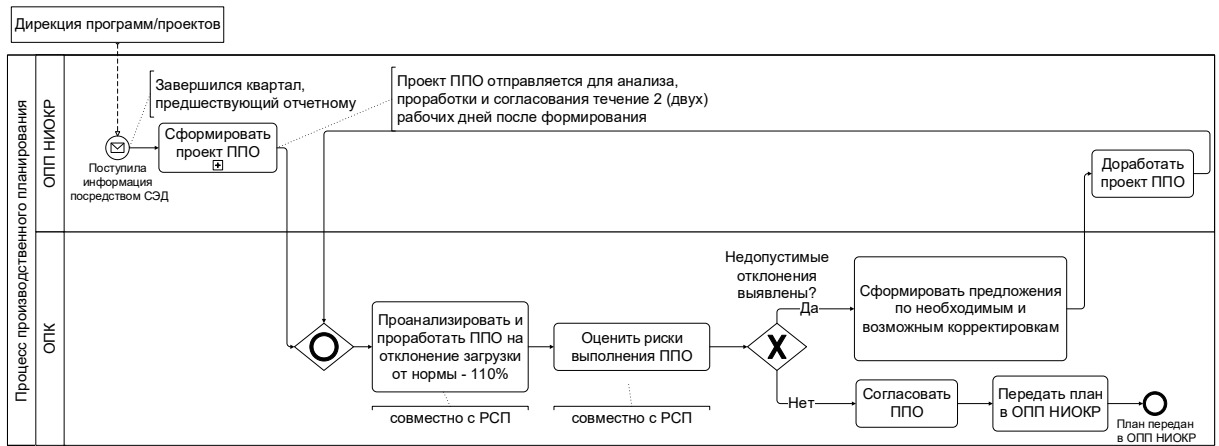 Дирекция программ/проектов
Процесс производственного планирования
ОПП НИОКР
Завершился квартал,
предшествующий отчетному
Проект ППО отправляется для анализа,
проработки и согласования течение 2 (двух)
рабочих дней после формирования
Поступила
информация
посредством СЭД
Сформировать
проект ППО
Доработать
проект ППО
ОПК
Проанализировать и
проработать ППО на
отклонение загрузки
от нормы - 110%
совместно с РСП
Оценить риски
выполнения ППО
совместно с РСП
Недопустимые
отклонения
выявлены?
Да
Сформировать предложения
по необходимым и
возможным корректировкам
Нет
Согласовать
ППО
Передать план
в ОПП НИОКР
План передан
в ОПП НИОКР